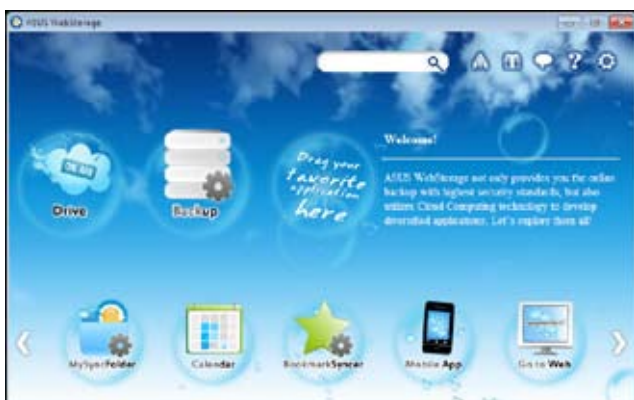 ASUS WebStorage
Welcome!
ASUS WebStorage not only provides you the online
backup with highest security standards, but also
utilizes Cloud Computing technology to develop
diversified applications. Let's explore them all!
Drag your
favorite
application
here
ON AIR
Drive
Backup
MySyncFolder
Calendar
BookmarkSyncer
Mobile App
Go to Web